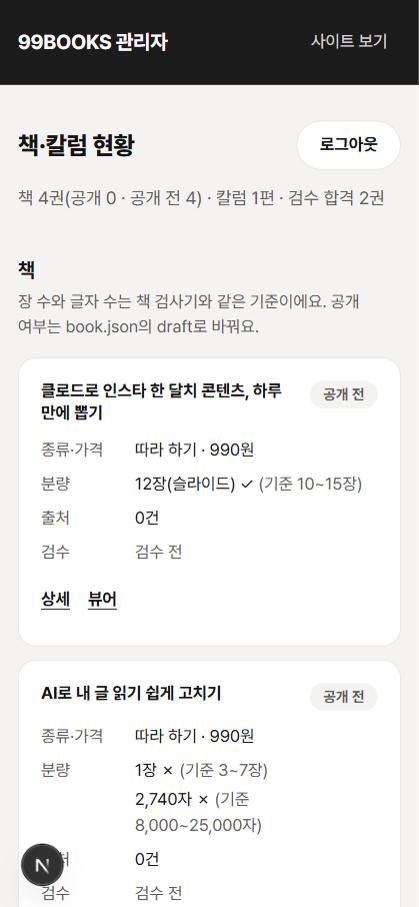 99BOOKS 관리자
사이트 보기
책·칼럼 현황
로그아웃
책 4권(공개 0 · 공개 전 4) · 칼럼 1편 · 검수 합격 2권
책
장 수와 글자 수는 책 검사기와 같은 기준이에요. 공개
여부는 book.json의 draft로 바꿔요.
클로드로 인스타 한 달치 콘텐츠, 하루
만에 뽑기
공개 전
종류·가격 따라 하기 · 990원
분량 12장(슬라이드) ✓ (기준 10~15장)
출처 0건
검수 검수 전
상세 뷰어
AI로 내 글 읽기 쉽게 고치기
공개 전
종류·가격 따라 하기 · 990원
분량 1장 × (기준 3~7장)
2,740자 × (기준
8,000~25,000자)
0건
N
검수 검수 전